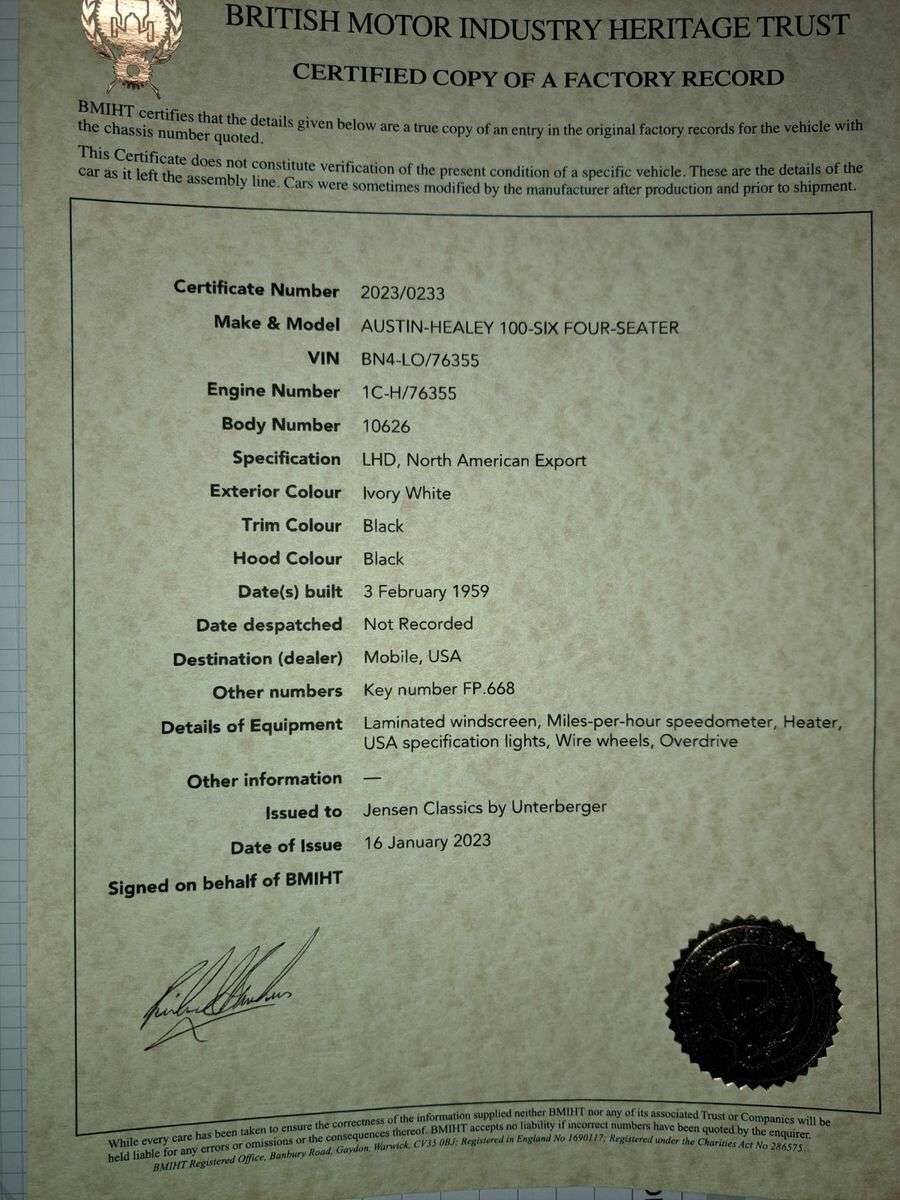 BRITISH MOTOR INDUSTRY HERITAGE TRUST
CERTIFIED COPY OF A FACTORY RECORD
BMIHT certifies that the details given below are a true copy of an entry in the original factory records for the vehicle with
the chassis number quoted.
This Certificate does not constitute verification of the present condition of a specific vehicle. These are the details of the
car as it left the assembly line. Cars were sometimes modified by the manufacturer after production and prior to shipment.
Certificate Number 2023/0233
Make & Model AUSTIN-HEALEY 100-SIX FOUR-SEATER
VIN BN4-LO/76355
Engine Number 1C-H/76355
Body Number 10626
Specification LHD, North American Export
Exterior Colour Ivory White
Trim Colour Black
Hood Colour Black
Date(s) built 3 February 1959
Date despatched Not Recorded
Destination (dealer) Mobile, USA
Other numbers Key number FP.668
Details of Equipment Laminated windscreen, Miles-per-hour speedometer, Heater,
USA specification lights, Wire wheels, Overdrive
Other information —
Issued to Jensen Classics by Unterberger
Date of Issue 16 January 2023
Signed on behalf of BMIHT
While every care has been taken to ensure the correctness of the information supplied neither BMIHT nor any of its associated Trust or Companies will be
held liable for any errors or omissions or the consequences thereof. BMIHT accepts no liability if incorrect numbers have been quoted by the enquirer.
BMIHT Registered Office, Banbury Road, Gaydon, Warwick, CV35 0BJ; Registered in England No 1690117; Registered under the Charities Act No 286575